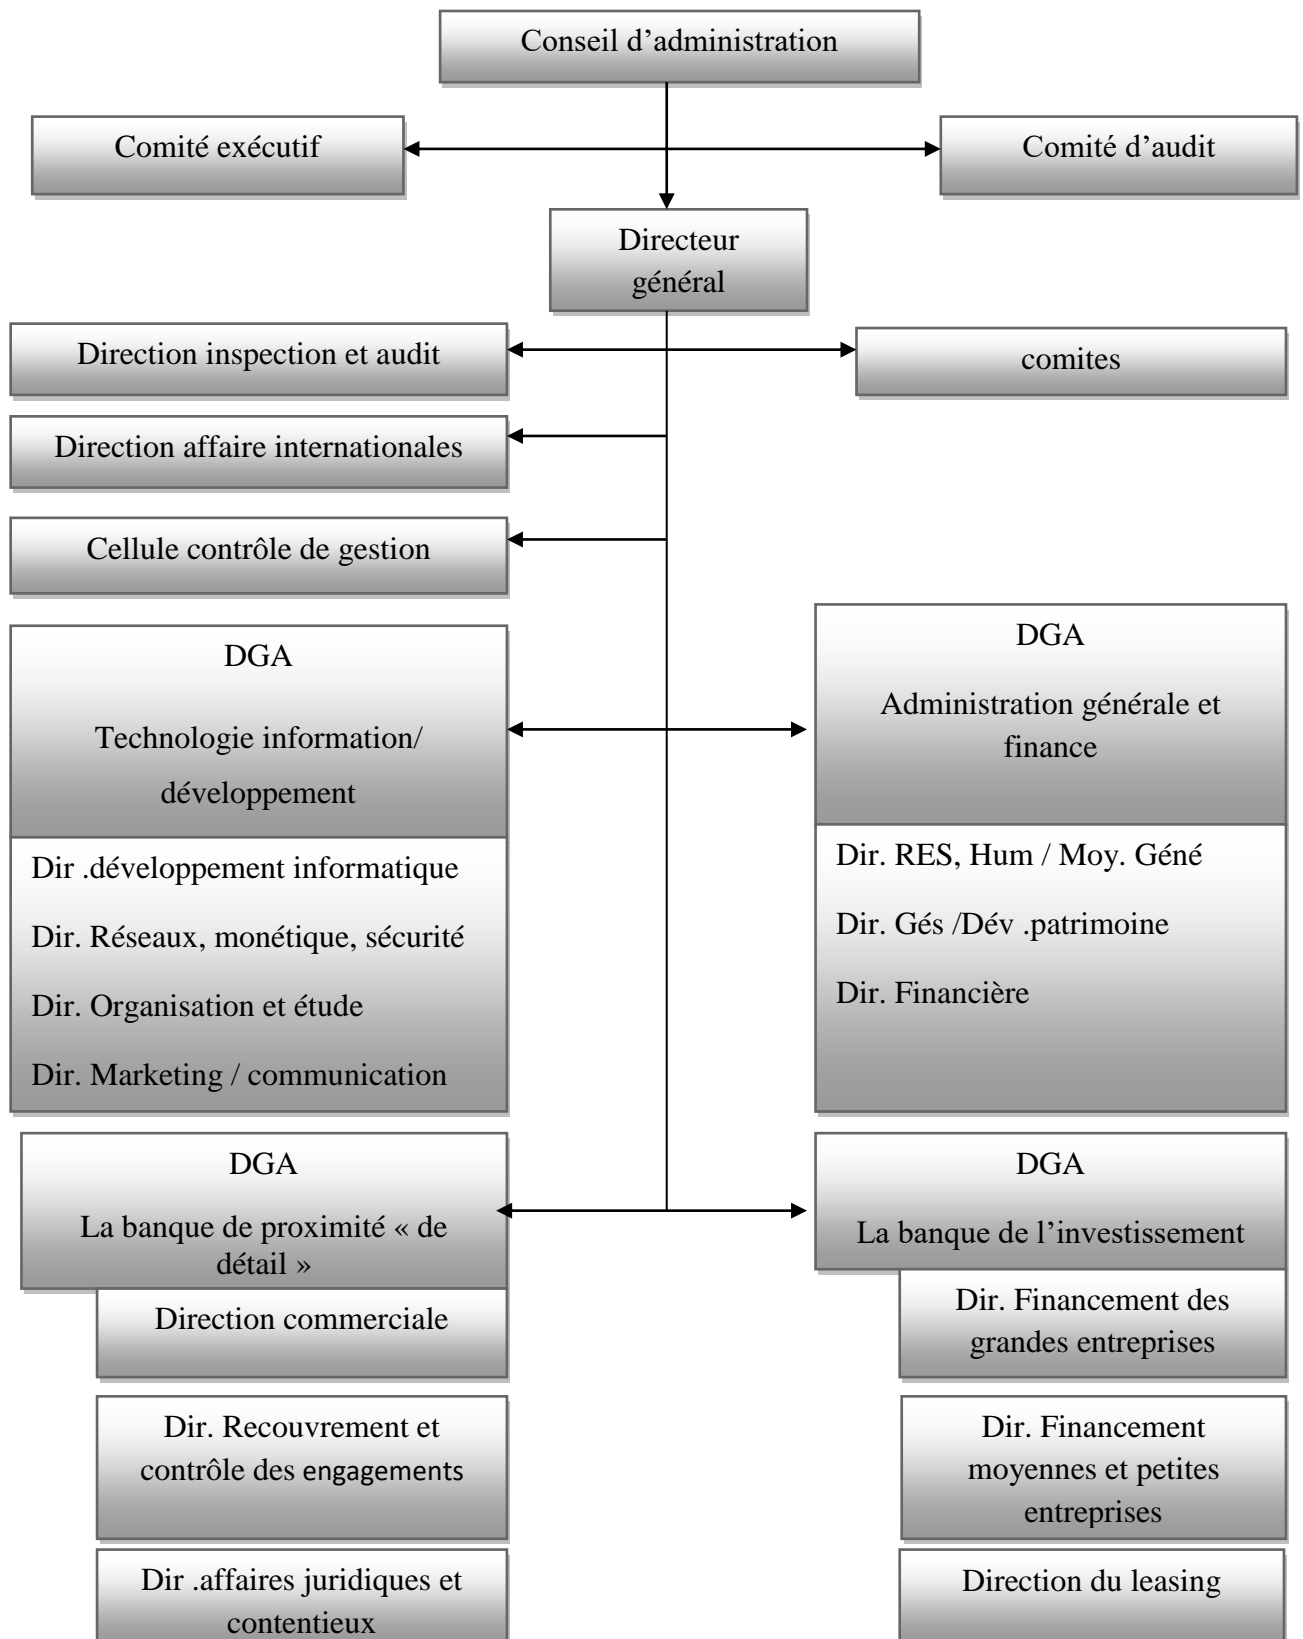 Conseil d’administration
Comité exécutif
Comité d’audit
Directeur
général
Direction inspection et audit
comites
Direction affaire internationales
Cellule contrôle de gestion
DGA
Technologie information/
développement
Dir .développement informatique
Dir. Réseaux, monétique, sécurité
Dir. Organisation et étude
Dir. Marketing / communication
DGA
Administration générale et
finance
Dir. RES, Hum / Moy. Géné
Dir. Gés /Dév .patrimoine
Dir. Financière
DGA
La banque de proximité « de
détail »
Direction commerciale
Dir. Recouvrement et
contrôle des engagements
Dir .affaires juridiques et
contentieux
DGA
La banque de l’investissement
Dir. Financement des
grandes entreprises
Dir. Financement
moyennes et petites
entreprises
Direction du leasing